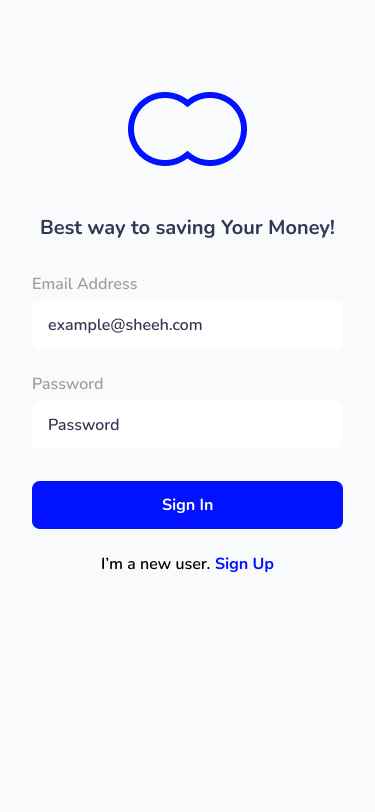 Best way to saving Your Money!
Email Address
example@sheeh.com
Password
Password
Sign In
I'm a new user. Sign Up